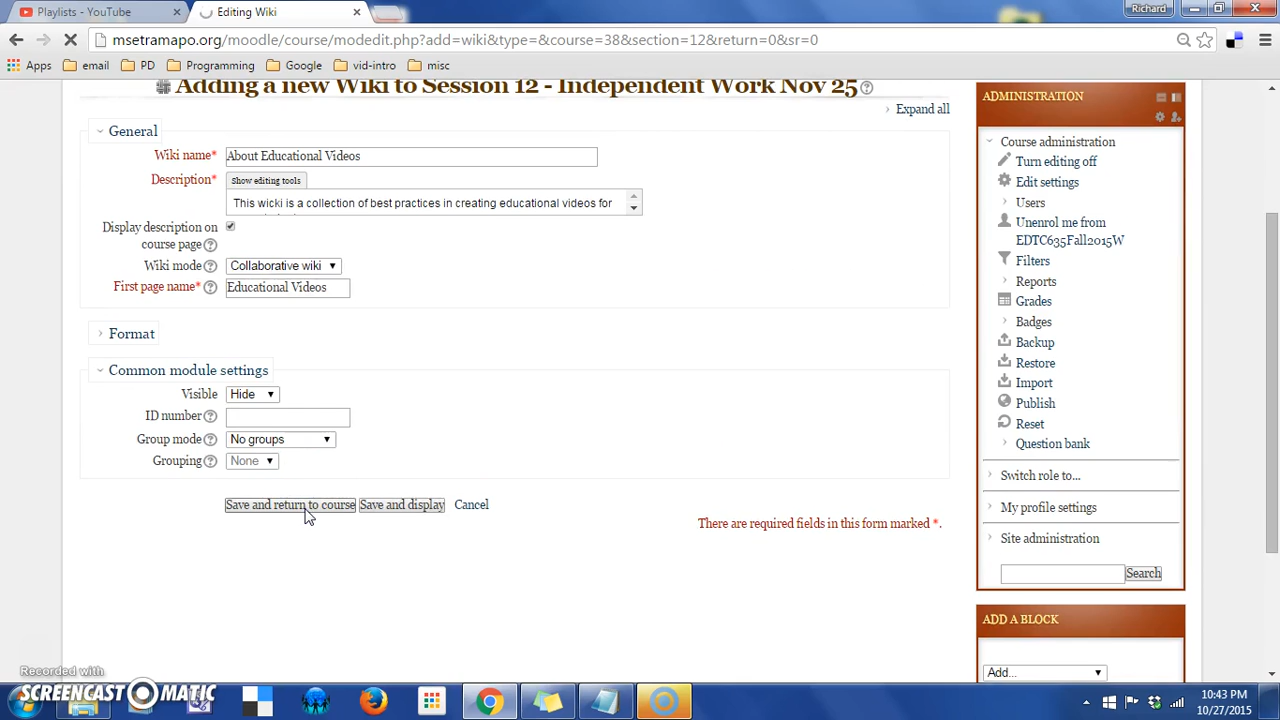 Playlists - YouTube
Editing Wiki
Richard
msetramapo.org/moodle/course/modedit.php?add=wiki&type=&course=38&section=12&return=0&sr=0
Apps email PD Programming Google vid-intro misc
Adding a new Wiki to Session 12 - Independent Work Nov 25
Expand all
General
Wiki name* About Educational Videos
Description* Show editing tools
This wicki is a collection of best practices in creating educational videos for
Display description on
course page
Wiki mode Collaborative wiki
First page name* Educational Videos
Format
Common module settings
Visible Hide
ID number
Group mode No groups
Grouping None
Save and return to course Save and display Cancel
There are required fields in this form marked *.
ADMINISTRATION
Course administration
Turn editing off
Edit settings
Users
Unenrol me from
EDTC635Fall2015W
Filters
Reports
Grades
Badges
Backup
Restore
Import
Publish
Reset
Question bank
Switch role to...
My profile settings
Site administration
Search
ADD A BLOCK
Add...
Recorded with
SCREENCAST MATIC
10:43 PM
10/27/2015